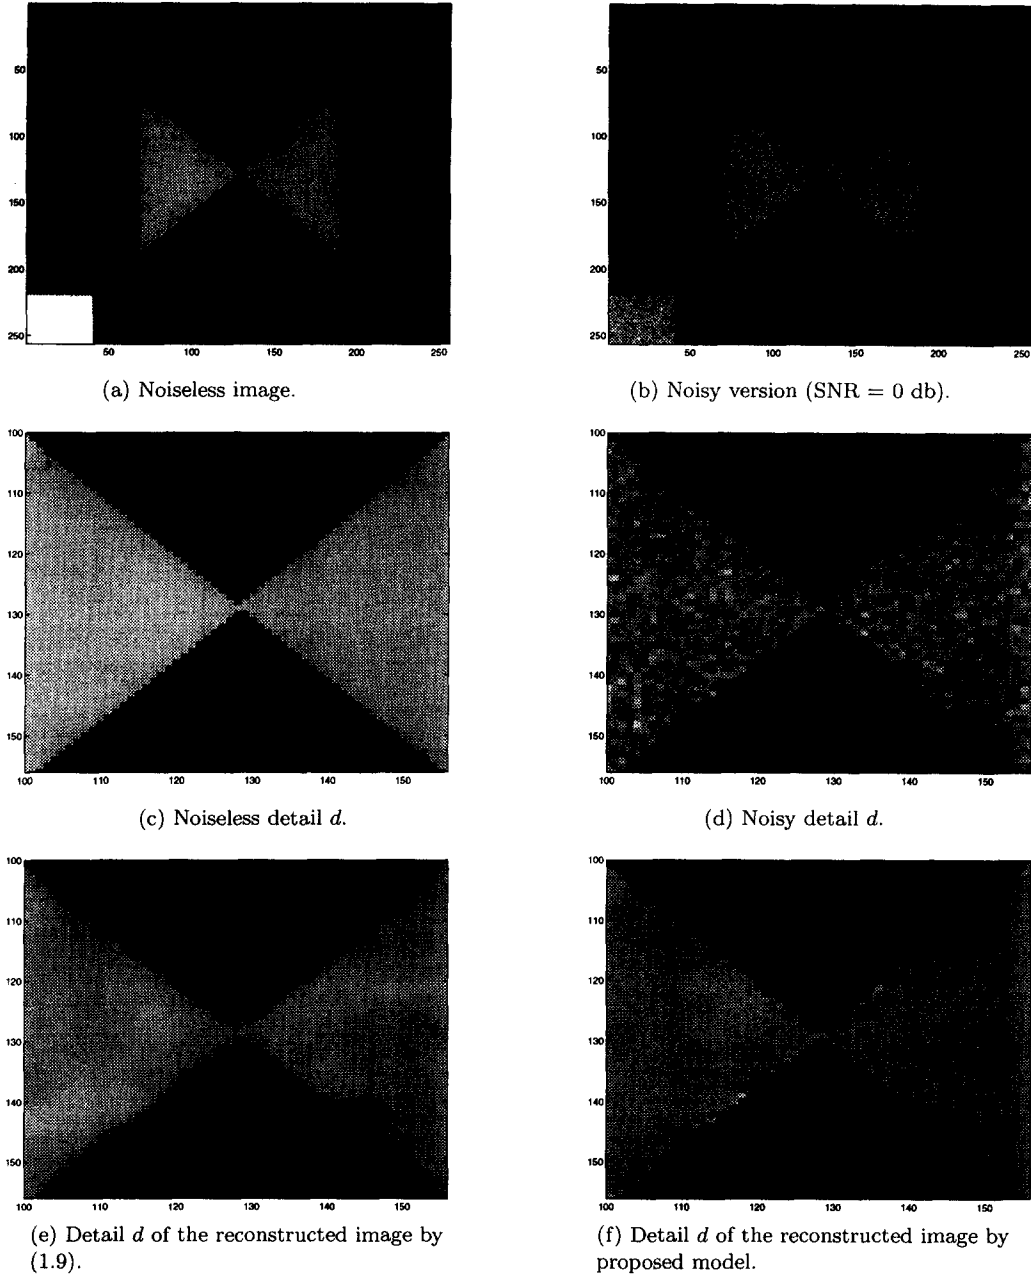 50
100
150
200
250
50 100 150 200 250
(a) Noiseless image.
50
100
150
200
250
50 100 150 200 250
(b) Noisy version (SNR = 0 db).
100
110
120
130
140
150
100 110 120 130 140 150
(c) Noiseless detail d.
100
110
120
130
140
150
100 110 120 130 140 150
(d) Noisy detail d.
100
110
120
130
140
150
100 110 120 130 140 150
(e) Detail d of the reconstructed image by
(1.9).
100
110
120
130
140
150
100 110 120 130 140 150
(f) Detail d of the reconstructed image by
proposed model.